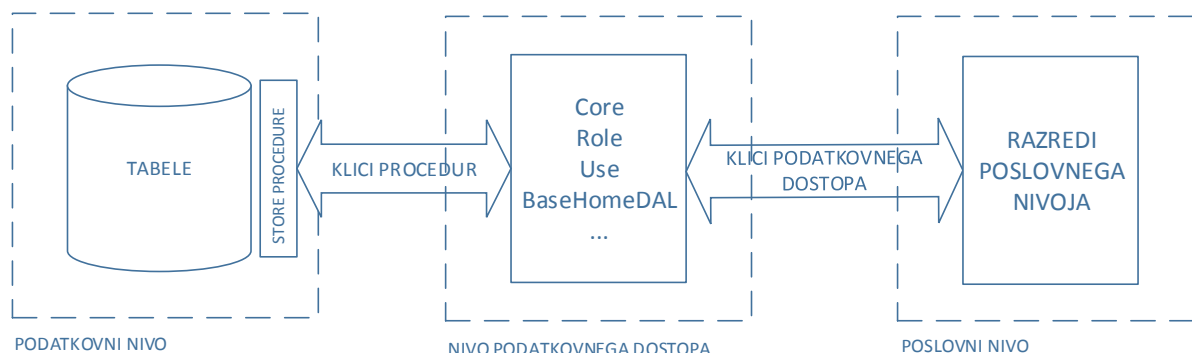 TABELE
STORE PROCEDURE
KLICI PROCEDUR
Core
Role
Use
BaseHomeDAL
...
KLICI PODATKOVNEGA
DOSTOPA
RAZREDI
POSLOVNEGA
NIVOJA
PODATKOVNI NIVO
NIVO PODATKOVNEGA DOSTOPA
POSLOVNI NIVO